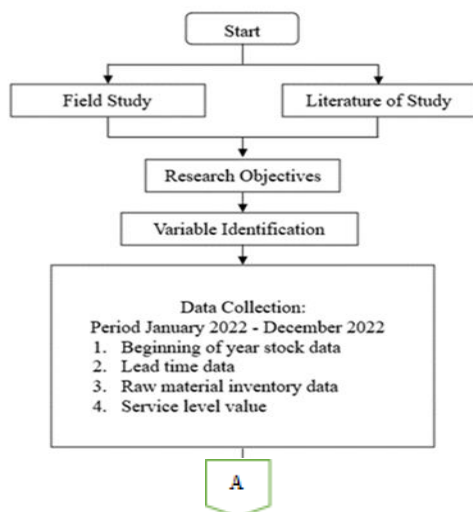 Start
Field Study
Literature of Study
Research Objectives
Variable Identification
Data Collection:
Period January 2022 - December 2022
1. Beginning of year stock data
2. Lead time data
3. Raw material inventory data
4. Service level value
A